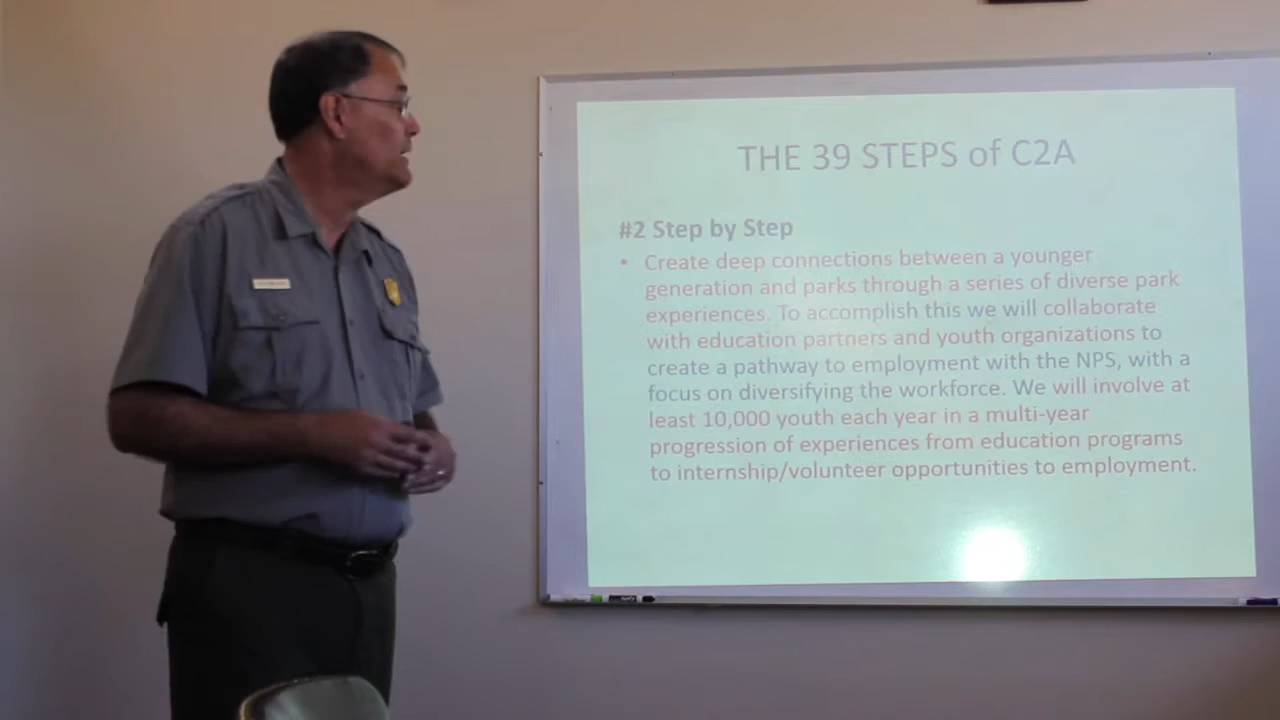 THE 39 STEPS of C2A
#2 Step by Step
• Create deep connections between a younger
generation and parks through a series of diverse park
experiences. To accomplish this we will collaborate
with education partners and youth organizations to
create a pathway to employment with the NPS, with a
focus on diversifying the workforce. We will involve at
least 10,000 youth each year in a multi-year
progression of experiences from education programs
to internship/volunteer opportunities to employment.